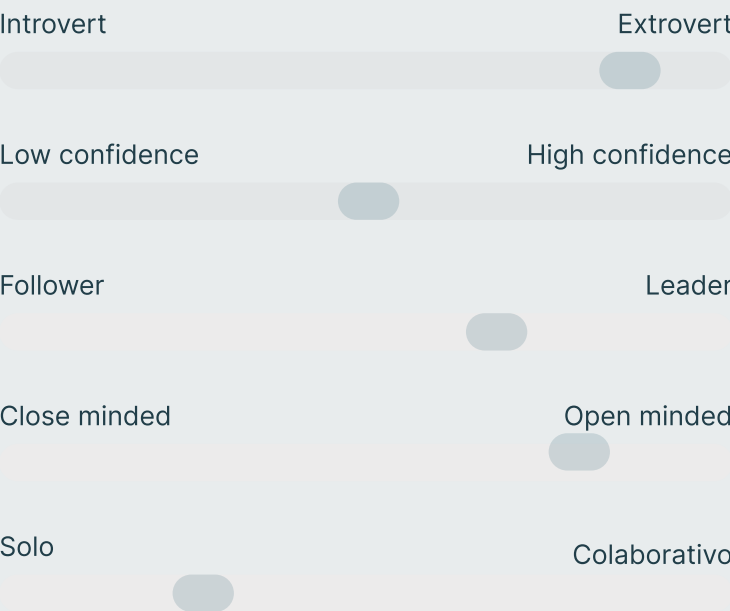 Introvert Extrovert
Low confidence High confidence
Follower Leader
Close minded Open minded
Solo Colaborativo